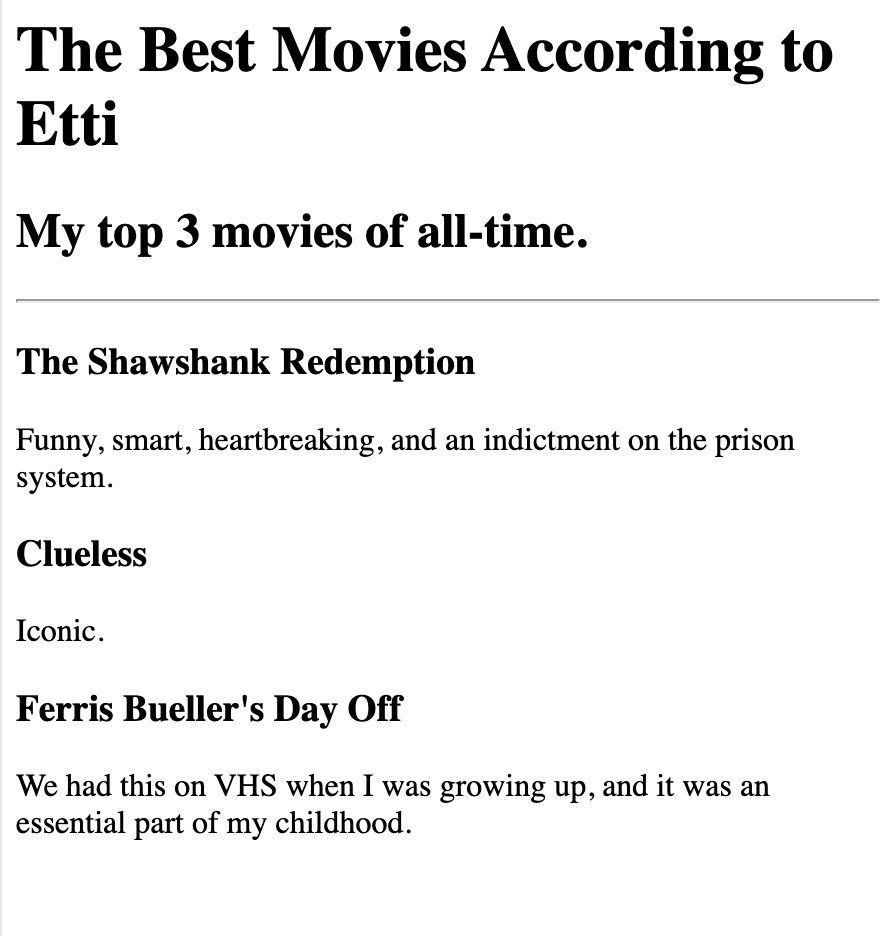 The Best Movies According to
Etti
My top 3 movies of all-time.
The Shawshank Redemption
Funny, smart, heartbreaking, and an indictment on the prison
system.
Clueless
Iconic.
Ferris Bueller's Day Off
We had this on VHS when I was growing up, and it was an
essential part of my childhood.